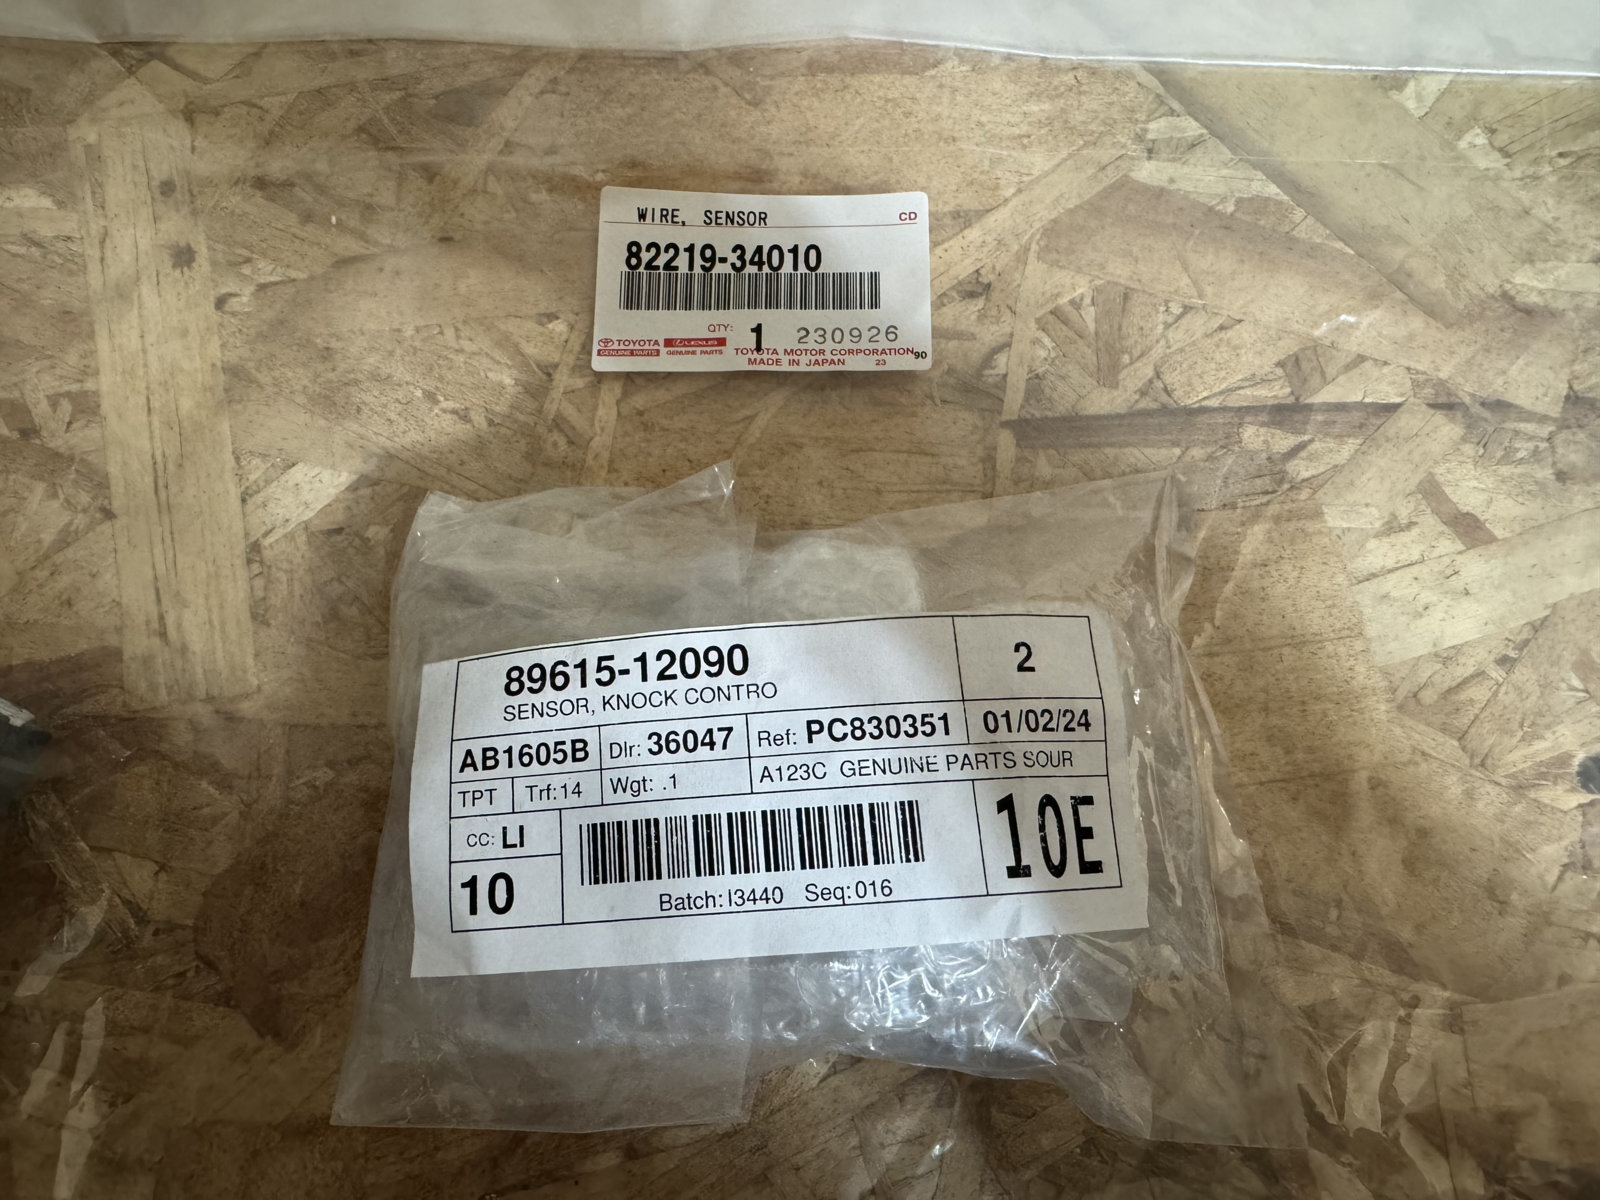 WIRE, SENSOR CD
82219-34010
QTY: 1 230926
TOYOTA LEXUS
GENUINE PARTS GENUINE PARTS
TOYOTA MOTOR CORPORATION 90
MADE IN JAPAN 23
89615-12090 2
SENSOR, KNOCK CONTRO
AB1605B Dlr: 36047 Ref: PC830351 01/02/24
TPT Trf:14 Wgt: .1 A123C GENUINE PARTS SOUR
CC: LI
10 10E
Batch:I3440 Seq:016